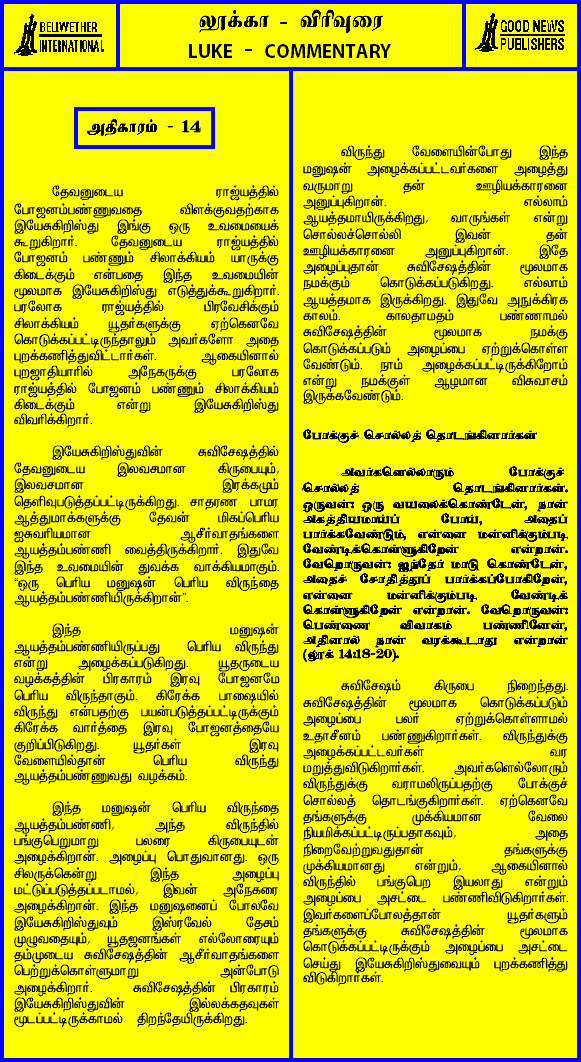 BELLWETHER
INTERNATIONAL
லூக்கா - விரிவுரை
LUKE - COMMENTARY
GOOD NEWS
PUBLISHERS
அதிகாரம் - 14
தேவனுடைய ராஜ்யத்தில்
போஜனம்பண்ணுவதை விளக்குவதற்காக
இயேசுகிறிஸ்து இங்கு ஒரு உவமையைக்
கூறுகிறார். தேவனுடைய ராஜ்யத்தில்
போஜனம் பண்ணும் சிலாக்கியம் யாருக்கு
கிடைக்கும் என்பதை இந்த உவமையின்
மூலமாக இயேசுகிறிஸ்து எடுத்துக்கூறுகிறார்.
பரலோக ராஜ்யத்தில் பிரவேசிக்கும்
சிலாக்கியம் யூதர்களுக்கு ஏற்கெனவே
கொடுக்கப்பட்டிருந்தாலும் அவர்களோ அதை
புறக்கணித்துவிட்டார்கள். ஆகையினால்
புறஜாதியாரில் அநேகருக்கு பரலோக
ராஜ்யத்தில் போஜனம் பண்ணும் சிலாக்கியம்
கிடைக்கும் என்று இயேசுகிறிஸ்து
விவரிக்கிறார்.
இயேசுகிறிஸ்துவின் சுவிசேஷத்தில்
தேவனுடைய இலவசமான கிருபையும்,
இலவசமான இரக்கமும்
தெளிவுபடுத்தப்பட்டிருக்கிறது. சாதரண பாமர
ஆத்துமாக்களுக்கு தேவன் மிகப்பெரிய
ஐசுவரியமான ஆசீர்வாதங்களை
ஆயத்தம்பண்ணி வைத்திருக்கிறார். இதுவே
இந்த உவமையின் துவக்க வாக்கியமாகும்.
“ஒரு பெரிய மனுஷன் பெரிய விருந்தை
ஆயத்தம்பண்ணியிருக்கிறான்”.
இந்த மனுஷன்
ஆயத்தம்பண்ணியிருப்பது பெரிய விருந்து
என்று அழைக்கப்படுகிறது. யூதருடைய
வழக்கத்தின் பிரகாரம் இரவு போஜனமே
பெரிய விருந்தாகும். கிரேக்க பாஷையில்
விருந்து என்பதற்கு பயன்படுத்தப்பட்டிருக்கும்
கிரேக்க வார்த்தை இரவு போஜனத்தையே
குறிப்பிடுகிறது. யூதர்கள் இரவு
வேளையில்தான் பெரிய விருந்து
ஆயத்தம்பண்ணுவது வழக்கம்.
இந்த மனுஷன் பெரிய விருந்தை
ஆயத்தம்பண்ணி, அந்த விருந்தில்
பங்குபெறுமாறு பலரை கிருபையுடன்
அழைக்கிறான். அழைப்பு பொதுவானது. ஒரு
சிலருக்கென்று இந்த அழைப்பு
மட்டுப்படுத்தப்படாமல், இவன் அநேகரை
அழைக்கிறான். இந்த மனுஷனைப் போலவே
இயேசுகிறிஸ்துவும் இஸ்ரவேல் தேசம்
முழுவதையும், யூதஜனங்கள் எல்லோரையும்
தம்முடைய சுவிசேஷத்தின் ஆசீர்வாதங்களை
பெற்றுக்கொள்ளுமாறு அன்போடு
அழைக்கிறார். சுவிசேஷத்தின் பிரகாரம்
இயேசுகிறிஸ்துவின் இல்லக்கதவுகள்
மூடப்பட்டிருக்காமல் திறந்தேயிருக்கிறது.
விருந்து வேளையின்போது இந்த
மனுஷன் அழைக்கப்பட்டவர்களை அழைத்து
வருமாறு தன் ஊழியக்காரனை
அனுப்புகிறான். எல்லாம்
ஆயத்தமாயிருக்கிறது, வாருங்கள் என்று
சொல்லச்சொல்லி இவன் தன்
ஊழியக்காரனை அனுப்புகிறான். இதே
அழைப்புதான் சுவிசேஷத்தின் மூலமாக
நமக்கும் கொடுக்கப்படுகிறது. எல்லாம்
ஆயத்தமாக இருக்கிறது. இதுவே அநுக்கிரக
காலம். காலதாமதம் பண்ணாமல்
சுவிசேஷத்தின் மூலமாக நமக்கு
கொடுக்கப்படும் அழைப்பை ஏற்றுக்கொள்ள
வேண்டும். நாம் அழைக்கப்பட்டிருக்கிறோம்
என்று நமக்குள் ஆழமான விசுவாசம்
இருக்கவேண்டும்.
போக்குச் சொல்லத் தொடங்கினார்கள்
அவர்களெல்லாரும் போக்குச்
சொல்லத் தொடங்கினார்கள்.
ஒருவன்: ஒரு வயலைக்கொண்டேன், நான்
அகத்தியமாய்ப் போய், அதைப்
பார்க்கவேண்டும், என்னை மன்னிக்கும்படி
வேண்டிக்கொள்ளுகிறேன் என்றான்.
வேறொருவன்: ஐந்தேர் மாடு கொண்டேன்,
அதைச் சோதித்துப் பார்க்கப்போகிறேன்,
என்னை மன்னிக்கும்படி வேண்டிக்
கொள்ளுகிறேன் என்றான். வேறொருவன்:
பெண்ணை விவாகம் பண்ணினேன்,
அதினால் நான் வரக்கூடாது என்றான்
(லூக் 14:18-20).
சுவிசேஷம் கிருபை நிறைந்தது.
சுவிசேஷத்தின் மூலமாக கொடுக்கப்படும்
அழைப்பை பலர் ஏற்றுக்கொள்ளாமல்
உதாசீனம் பண்ணுகிறார்கள். விருந்துக்கு
அழைக்கப்பட்டவர்கள் வர
மறுத்துவிடுகிறார்கள். அவர்களெல்லோரும்
விருந்துக்கு வராமலிருப்பதற்கு போக்குச்
சொல்லத் தொடங்குகிறார்கள். ஏற்கெனவே
தங்களுக்கு முக்கியமான வேலை
நியமிக்கப்பட்டிருப்பதாகவும், அதை
நிறைவேற்றுவதுதான் தங்களுக்கு
முக்கியமானது என்றும், ஆகையினால்
விருந்தில் பங்குபெற இயலாது என்றும்
அழைப்பை அசட்டை பண்ணிவிடுகிறார்கள்.
இவர்களைப்போலத்தான் யூதர்களும்
தங்களுக்கு சுவிசேஷத்தின் மூலமாக
கொடுக்கப்பட்டிருக்கும் அழைப்பை அசட்டை
செய்து இயேசுகிறிஸ்துவையும் புறக்கணித்து
விடுகிறார்கள்.